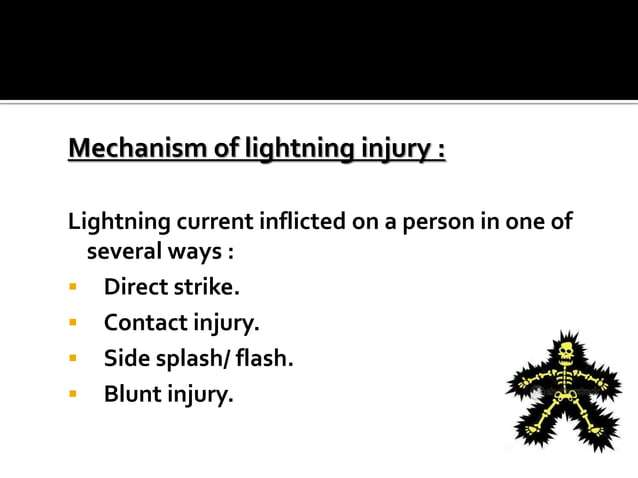 Mechanism of lightning injury :
Lightning current inflicted on a person in one of
several ways :
▪ Direct strike.
▪ Contact injury.
▪ Side splash/ flash.
▪ Blunt injury.